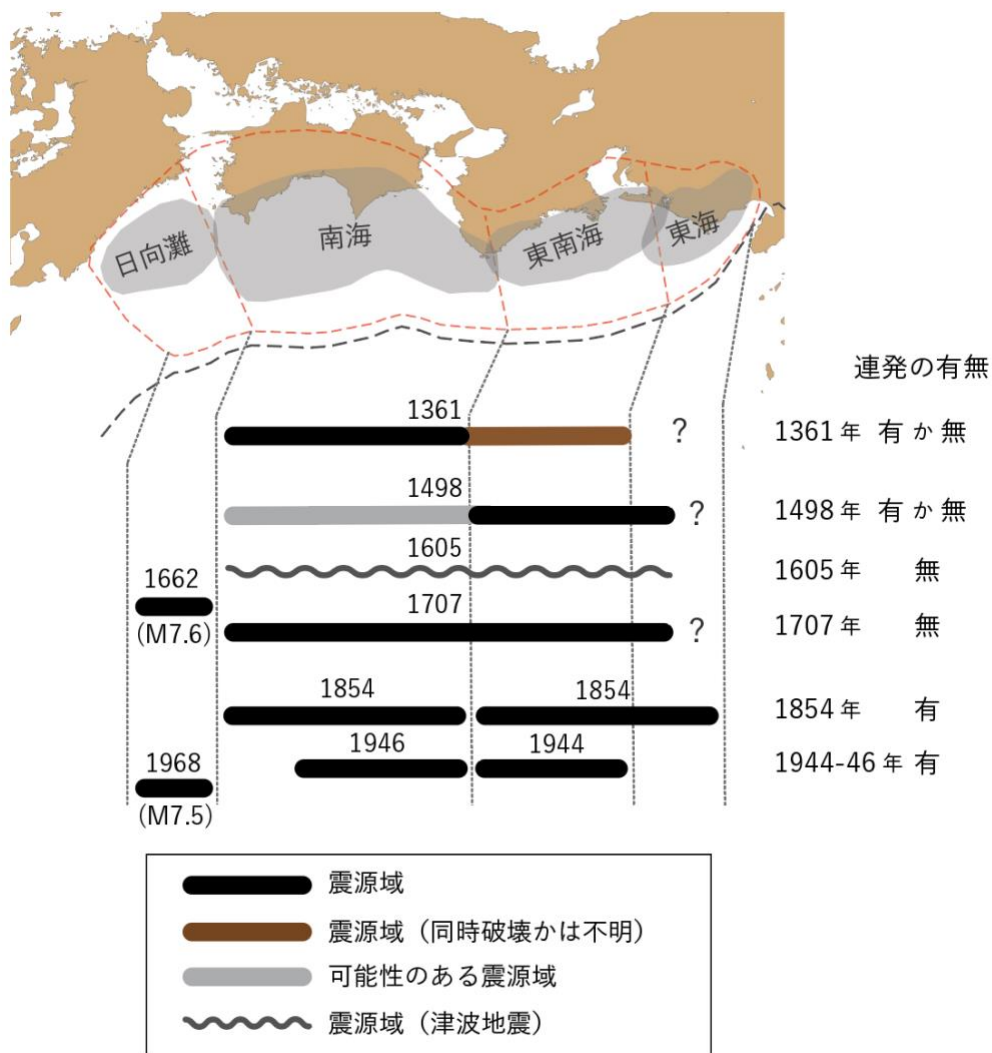 日向灘
南海
東南海
東海
連発の有無
1361
?
1361年 有か無
1498
?
1498年 有か無
1605
1605年 無
1662
(M7.6)
1707
?
1707年 無
1854
1854
1854年 有
1946
1944
1944-46年 有
1968
(M7.5)
震源域
震源域（同時破壊かは不明）
可能性のある震源域
震源域（津波地震）